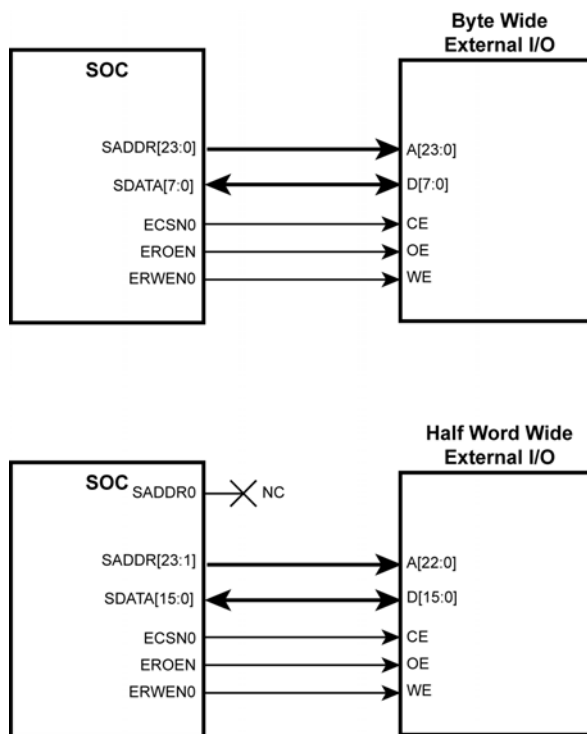 Byte Wide
External I/O
SOC
SADDR[23:0]
A[23:0]
SDATA[7:0]
D[7:0]
ECSN0
CE
EROEN
OE
ERWEN0
WE
Half Word Wide
External I/O
SOC
SADDR0
NC
SADDR[23:1]
A[22:0]
SDATA[15:0]
D[15:0]
ECSN0
CE
EROEN
OE
ERWEN0
WE